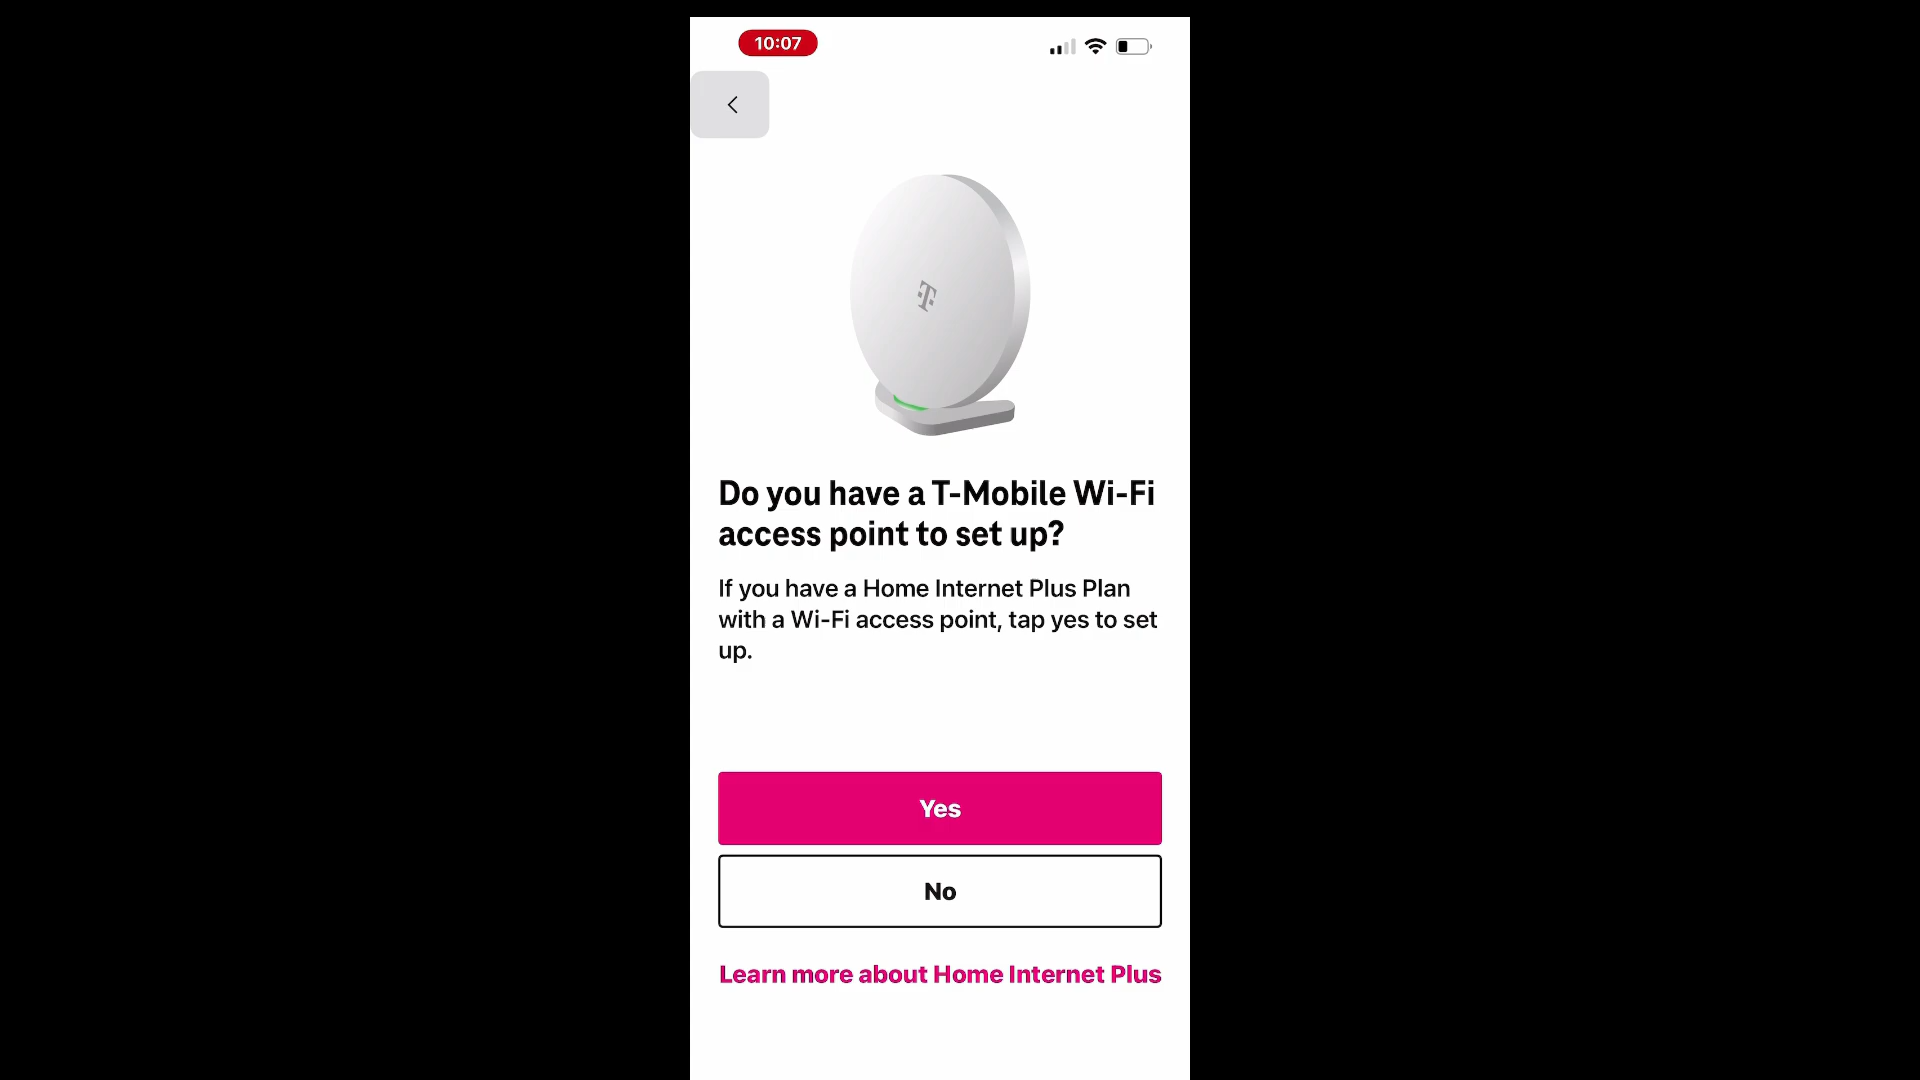 10:07
Do you have a T-Mobile Wi-Fi
access point to set up?
If you have a Home Internet Plus Plan
with a Wi-Fi access point, tap yes to set
up.
Yes
No
Learn more about Home Internet Plus